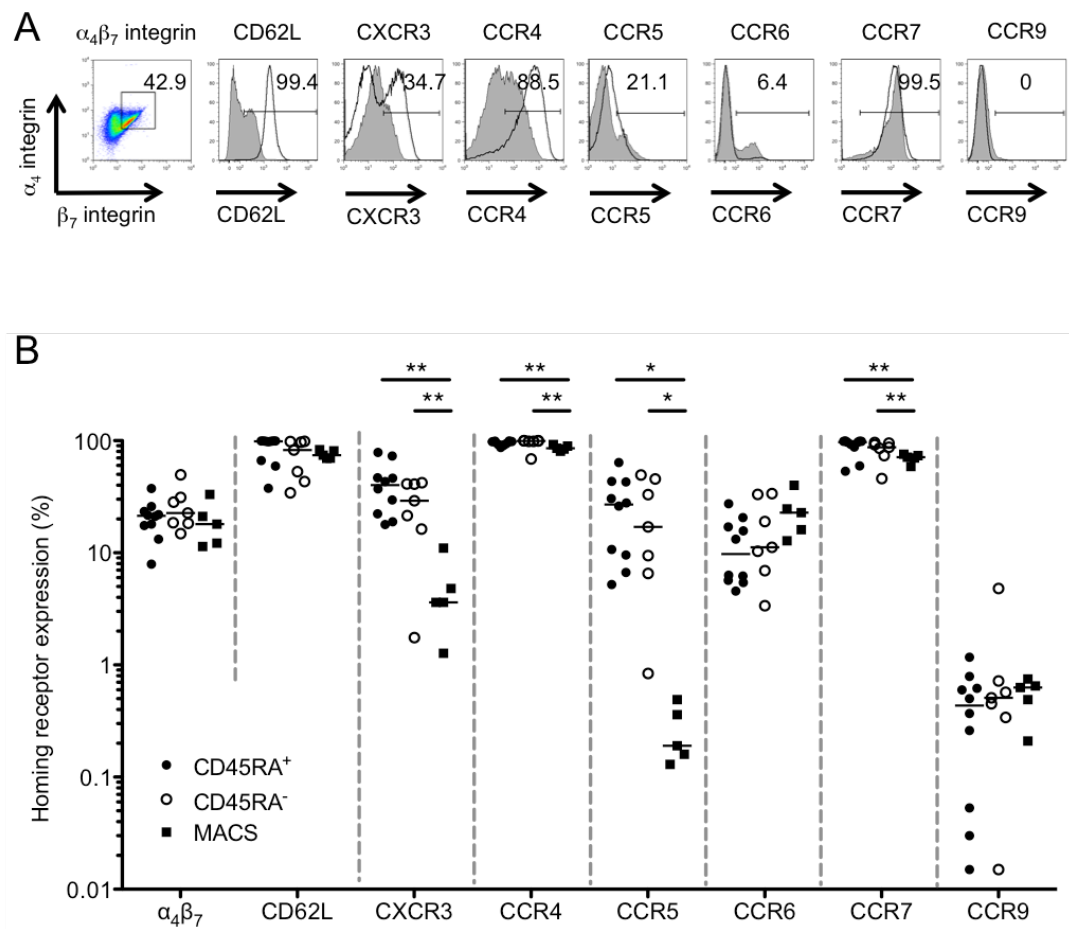 A
α4β7 integrin CD62L CXCR3 CCR4 CCR5 CCR6 CCR7 CCR9
42.9 99.4 34.7 88.5 21.1 6.4 99.5 0
α4 integrin
β7 integrin CD62L CXCR3 CCR4 CCR5 CCR6 CCR7 CCR9
B
** ** * **
** ** * **
Homing receptor expression (%)
100
10
1
0.1
0.01
CD45RA+
CD45RA-
MACS
α4β7 CD62L CXCR3 CCR4 CCR5 CCR6 CCR7 CCR9